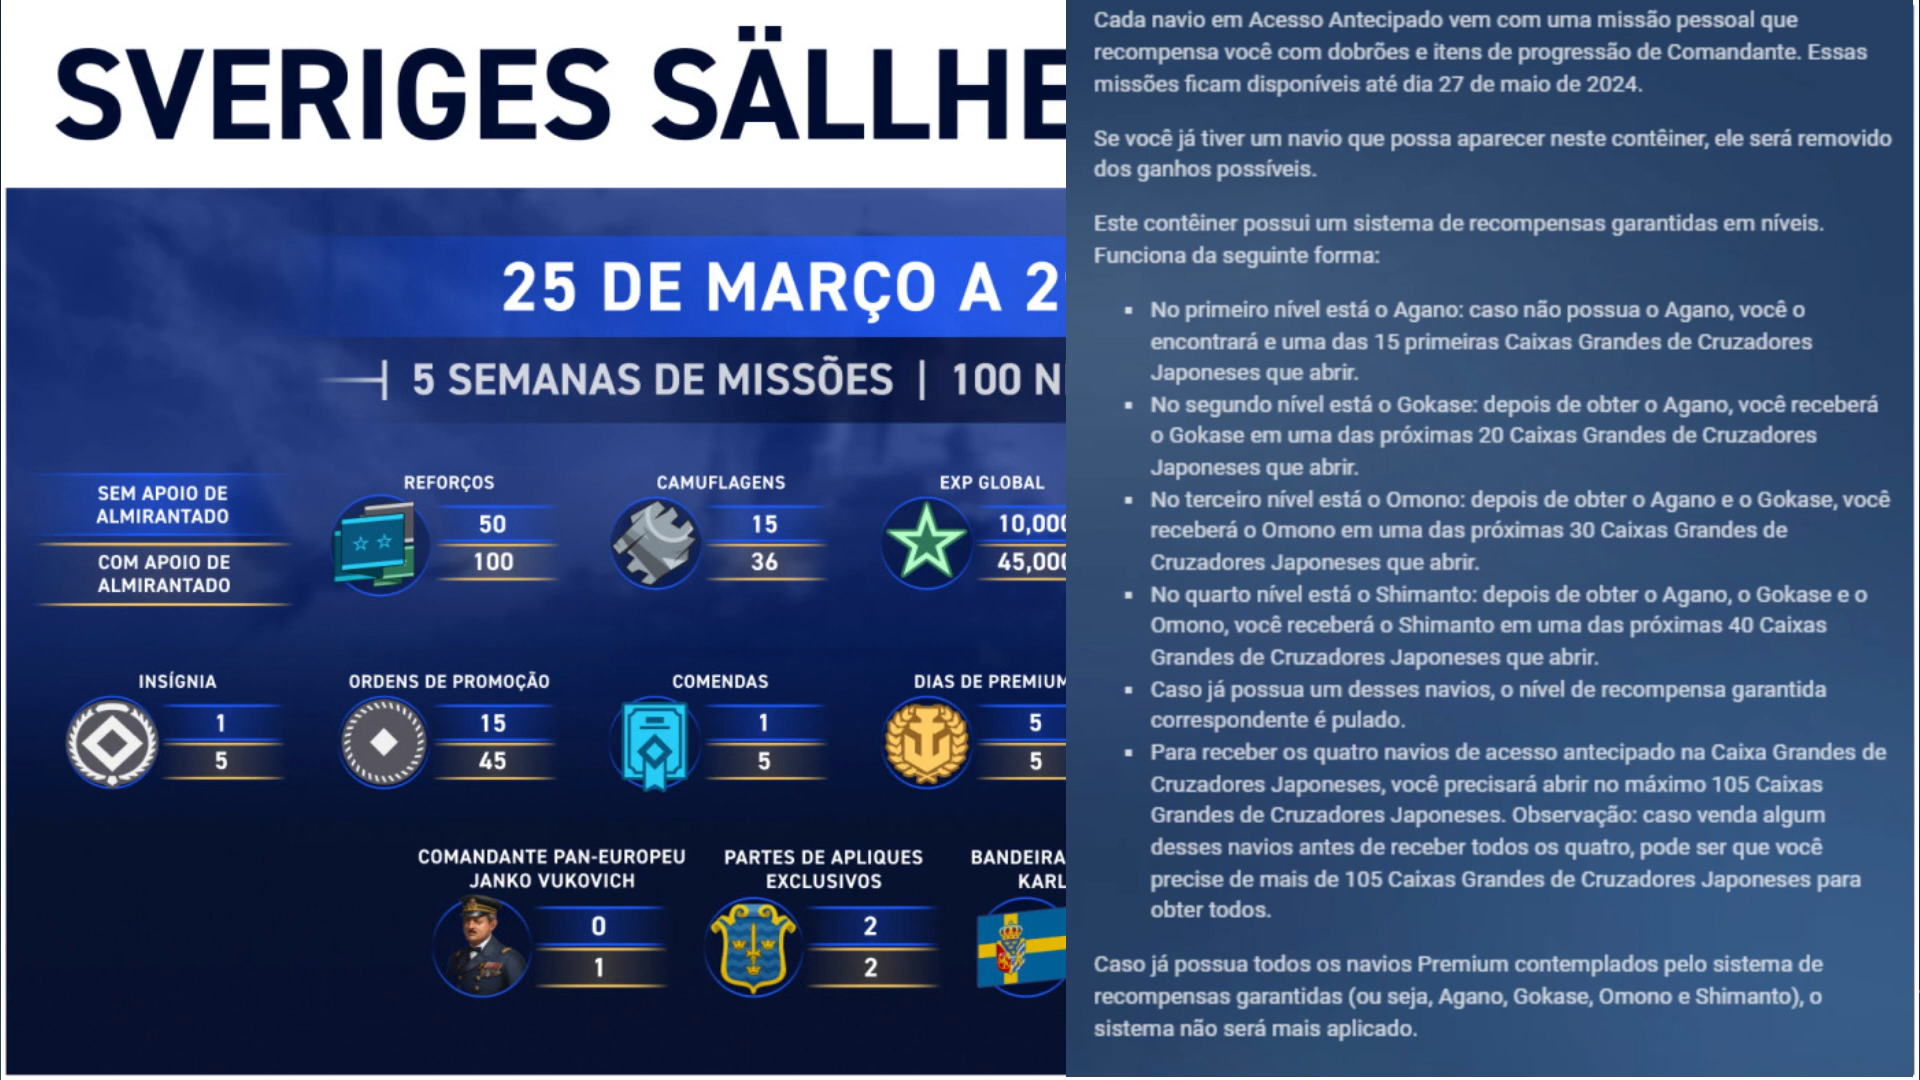 SVERIGES SÄLLHE
25 DE MARÇO A 2
5 SEMANAS DE MISSÕES | 100 N
SEM APOIO DE
ALMIRANTADO
COM APOIO DE
ALMIRANTADO
REFORÇOS
50
100
CAMUFLAGENS
15
36
EXP GLOBAL
10,000
45,000
INSÍGNIA
1
5
ORDENS DE PROMOÇÃO
15
45
COMENDAS
1
5
DIAS DE PREMIUM
5
5
COMANDANTE PAN-EUROPEU
JANKO VUKOVICH
0
1
PARTES DE APLIQUES
EXCLUSIVOS
2
2
BANDEIRA
KARL
Cada navio em Acesso Antecipado vem com uma missão pessoal que
recompensa você com dobrões e itens de progressão de Comandante. Essas
missões ficam disponíveis até dia 27 de maio de 2024.
Se você já tiver um navio que possa aparecer neste contêiner, ele será removido
dos ganhos possíveis.
Este contêiner possui um sistema de recompensas garantidas em níveis.
Funciona da seguinte forma:
▪ No primeiro nível está o Agano: caso não possua o Agano, você o
encontrará e uma das 15 primeiras Caixas Grandes de Cruzadores
Japoneses que abrir.
▪ No segundo nível está o Gokase: depois de obter o Agano, você receberá
o Gokase em uma das próximas 20 Caixas Grandes de Cruzadores
Japoneses que abrir.
▪ No terceiro nível está o Omono: depois de obter o Agano e o Gokase, você
receberá o Omono em uma das próximas 30 Caixas Grandes de
Cruzadores Japoneses que abrir.
▪ No quarto nível está o Shimanto: depois de obter o Agano, o Gokase e o
Omono, você receberá o Shimanto em uma das próximas 40 Caixas
Grandes de Cruzadores Japoneses que abrir.
▪ Caso já possua um desses navios, o nível de recompensa garantida
correspondente é pulado.
▪ Para receber os quatro navios de acesso antecipado na Caixa Grandes de
Cruzadores Japoneses, você precisará abrir no máximo 105 Caixas
Grandes de Cruzadores Japoneses. Observação: caso venda algum
desses navios antes de receber todos os quatro, pode ser que você
precise de mais de 105 Caixas Grandes de Cruzadores Japoneses para
obter todos.
Caso já possua todos os navios Premium contemplados pelo sistema de
recompensas garantidas (ou seja, Agano, Gokase, Omono e Shimanto), o
sistema não será mais aplicado.